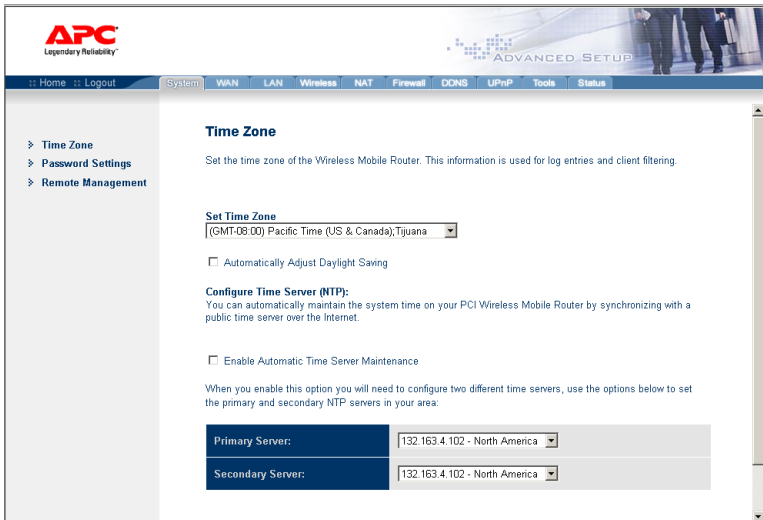 APC
Legendary Reliability™
ADVANCED SETUP
:: Home :: Logout
System WAN LAN Wireless NAT Firewall DDNS UPnP Tools Status
Time Zone
Password Settings
Remote Management
Time Zone
Set the time zone of the Wireless Mobile Router. This information is used for log entries and client filtering.
Set Time Zone
(GMT-08:00) Pacific Time (US & Canada);Tijuana
Automatically Adjust Daylight Saving
Configure Time Server (NTP):
You can automatically maintain the system time on your PCI Wireless Mobile Router by synchronizing with a
public time server over the Internet.
Enable Automatic Time Server Maintenance
When you enable this option you will need to configure two different time servers, use the options below to set
the primary and secondary NTP servers in your area:
Primary Server: 132.163.4.102 - North America
Secondary Server: 132.163.4.102 - North America